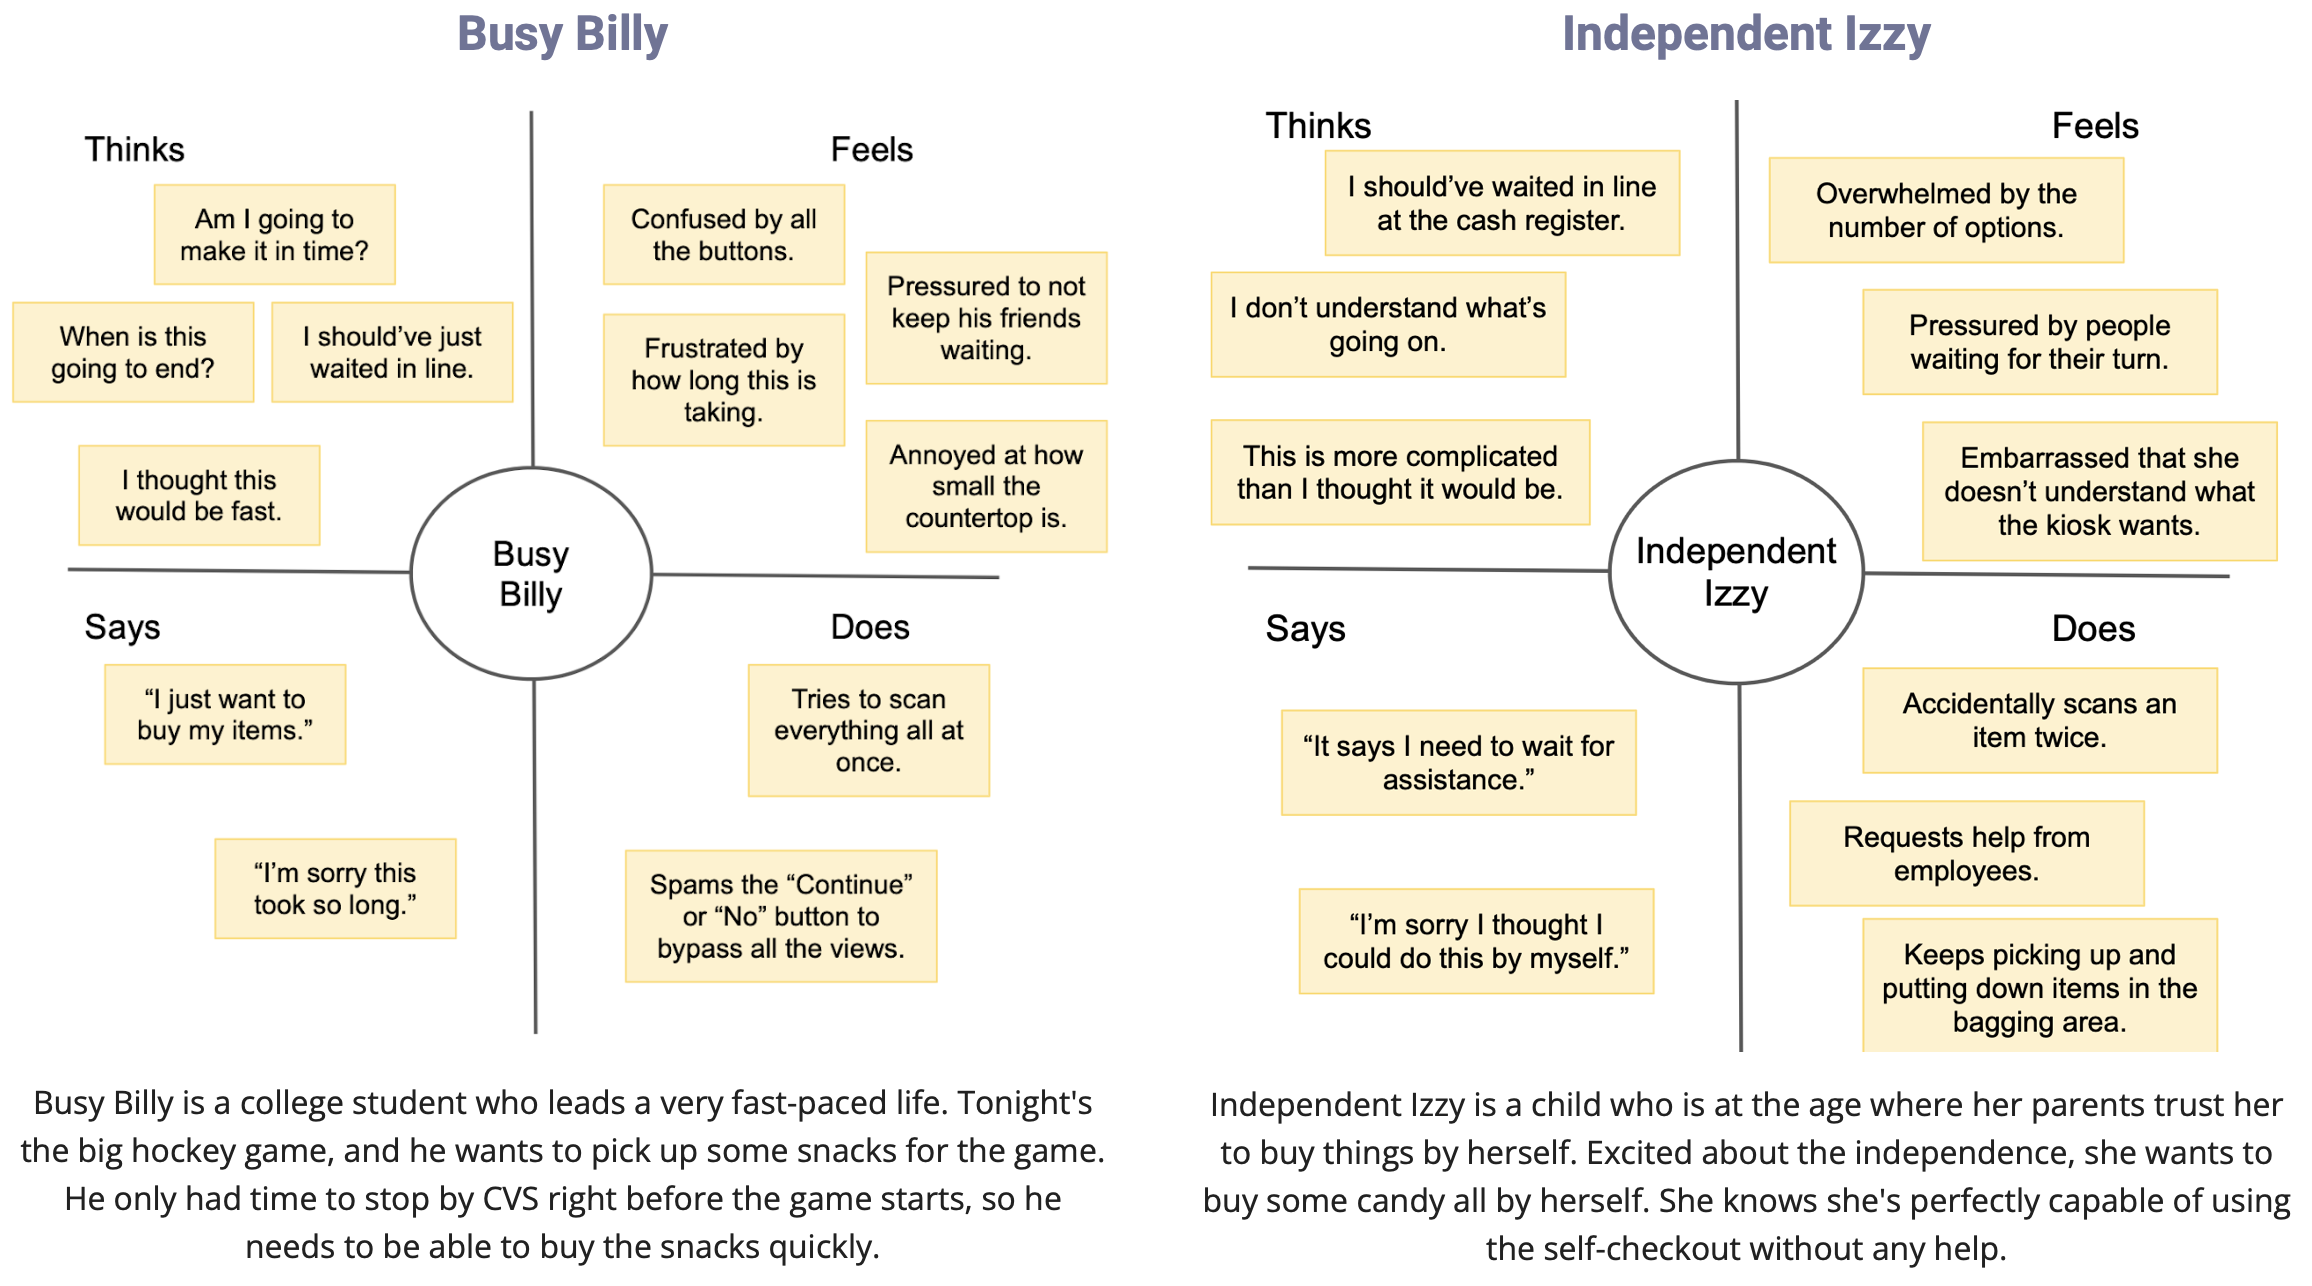 Busy Billy
Thinks
Am I going to
make it in time?
When is this
going to end?
I should’ve just
waited in line.
I thought this
would be fast.
Feels
Confused by all
the buttons.
Pressured to not
keep his friends
waiting.
Frustrated by
how long this is
taking.
Annoyed at how
small the
countertop is.
Busy
Billy
Says
“I just want to
buy my items.”
“I’m sorry this
took so long.”
Does
Tries to scan
everything all at
once.
Spams the “Continue”
or “No” button to
bypass all the views.
Busy Billy is a college student who leads a very fast-paced life. Tonight's
the big hockey game, and he wants to pick up some snacks for the game.
He only had time to stop by CVS right before the game starts, so he
needs to be able to buy the snacks quickly.
Independent Izzy
Thinks
I should’ve waited in line
at the cash register.
I don’t understand what’s
going on.
This is more complicated
than I thought it would be.
Feels
Overwhelmed by the
number of options.
Pressured by people
waiting for their turn.
Embarrassed that she
doesn’t understand what
the kiosk wants.
Independent
Izzy
Says
“It says I need to wait for
assistance.”
“I’m sorry I thought I
could do this by myself.”
Does
Accidentally scans an
item twice.
Requests help from
employees.
Keeps picking up and
putting down items in the
bagging area.
Independent Izzy is a child who is at the age where her parents trust her
to buy things by herself. Excited about the independence, she wants to
buy some candy all by herself. She knows she's perfectly capable of using
the self-checkout without any help.